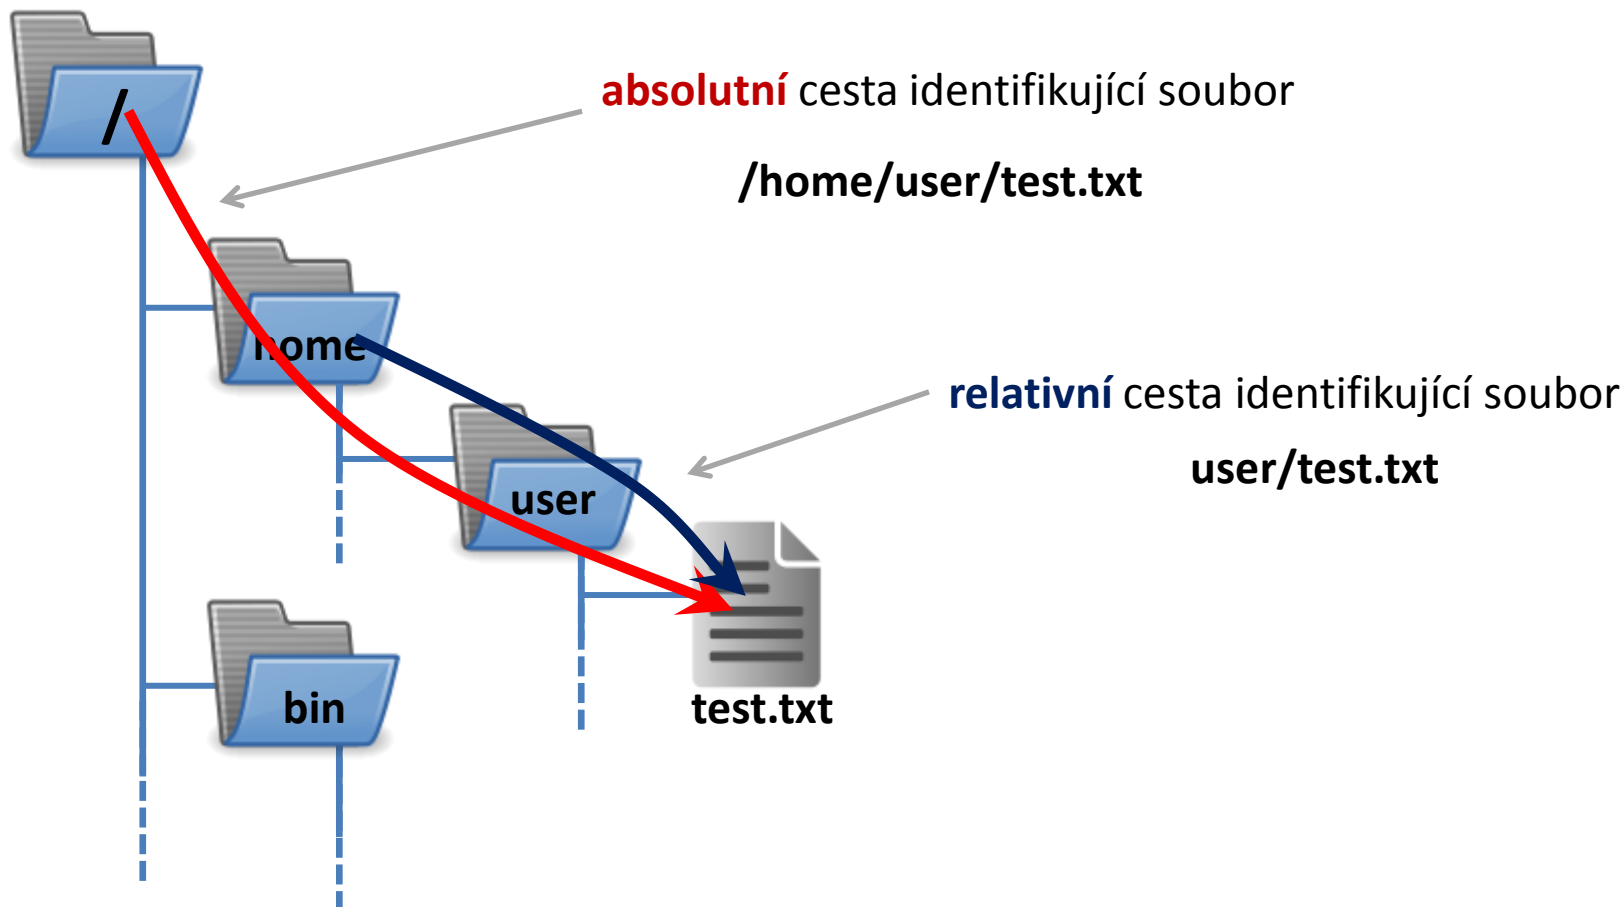 /
absolutní cesta identifikující soubor
/home/user/test.txt
home
relativní cesta identifikující soubor
user/test.txt
user
bin
test.txt